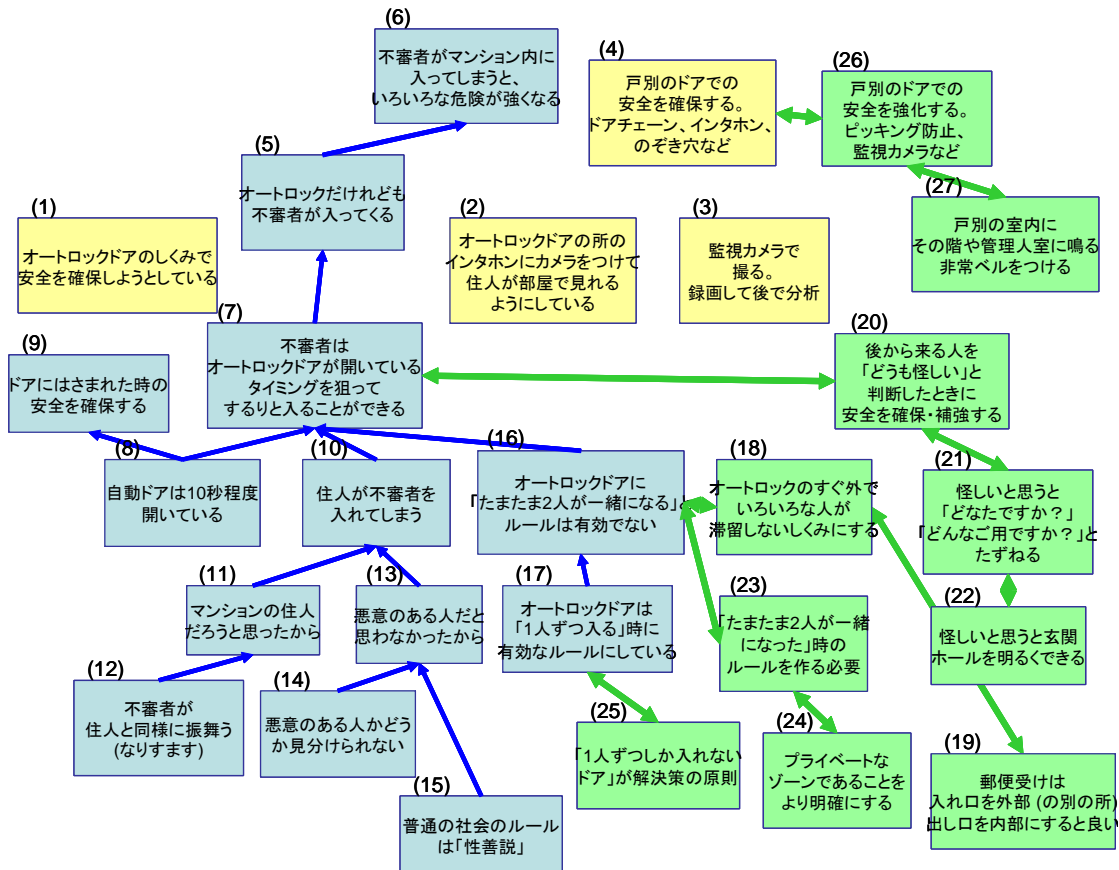 (1)
オートロックドアのしくみで
安全を確保しようとしている
(2)
オートロックドアの所の
インタホンにカメラをつけて
住人が部屋で見れる
ようにしている
(3)
監視カメラで
撮る。
録画して後で分析
(4)
戸別のドアでの
安全を確保する。
ドアチェーン、インタホン、
のぞき穴など
(5)
オートロックだけれども
不審者が入ってくる
(6)
不審者がマンション内に
入ってしまうと、
いろいろな危険が強くなる
(7)
不審者は
オートロックドアが開いている
タイミングを狙って
するりと入ることができる
(8)
自動ドアは10秒程度
開いている
(9)
ドアにはさまれた時の
安全を確保する
(10)
住人が不審者を
入れてしまう
(11)
マンションの住人
だろうと思ったから
(12)
不審者が
住人と同様に振舞う
(なりすます)
(13)
悪意のある人だと
思わなかったから
(14)
悪意のある人かどう
か見分けられない
(15)
普通の社会のルール
は「性善説」
(16)
オートロックドアに
「たまたま2人が一緒になる」と
ルールは有効でない
(17)
オートロックドアは
「1人ずつ入る」時に
有効なルールにしている
(18)
オートロックのすぐ外で
いろいろな人が
滞留しないしくみにする
(19)
郵便受けは
入れ口を外部 (の別の所)
出し口を内部にすると良い
(20)
後から来る人を
「どうも怪しい」と
判断したときに
安全を確保・補強する
(21)
怪しいと思うと
「どなたですか?」
「どんなご用ですか?」と
たずねる
(22)
怪しいと思うと玄関
ホールを明るくできる
(23)
「たまたま2人が一緒
になった」時の
ルールを作る必要
(24)
プライベートな
ゾーンであることを
より明確にする
(25)
「1人ずつしか入れない
ドア」が解決策の原則
(26)
戸別のドアでの
安全を強化する。
ピッキング防止、
監視カメラなど
(27)
戸別の室内に
その階や管理人室に鳴る
非常ベルをつける